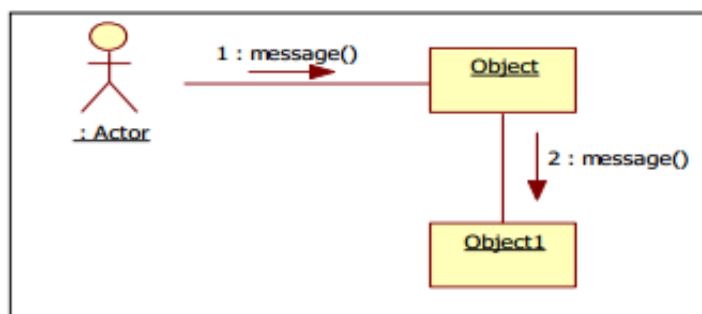 1 : message()
Object
: Actor
2 : message()
Object1